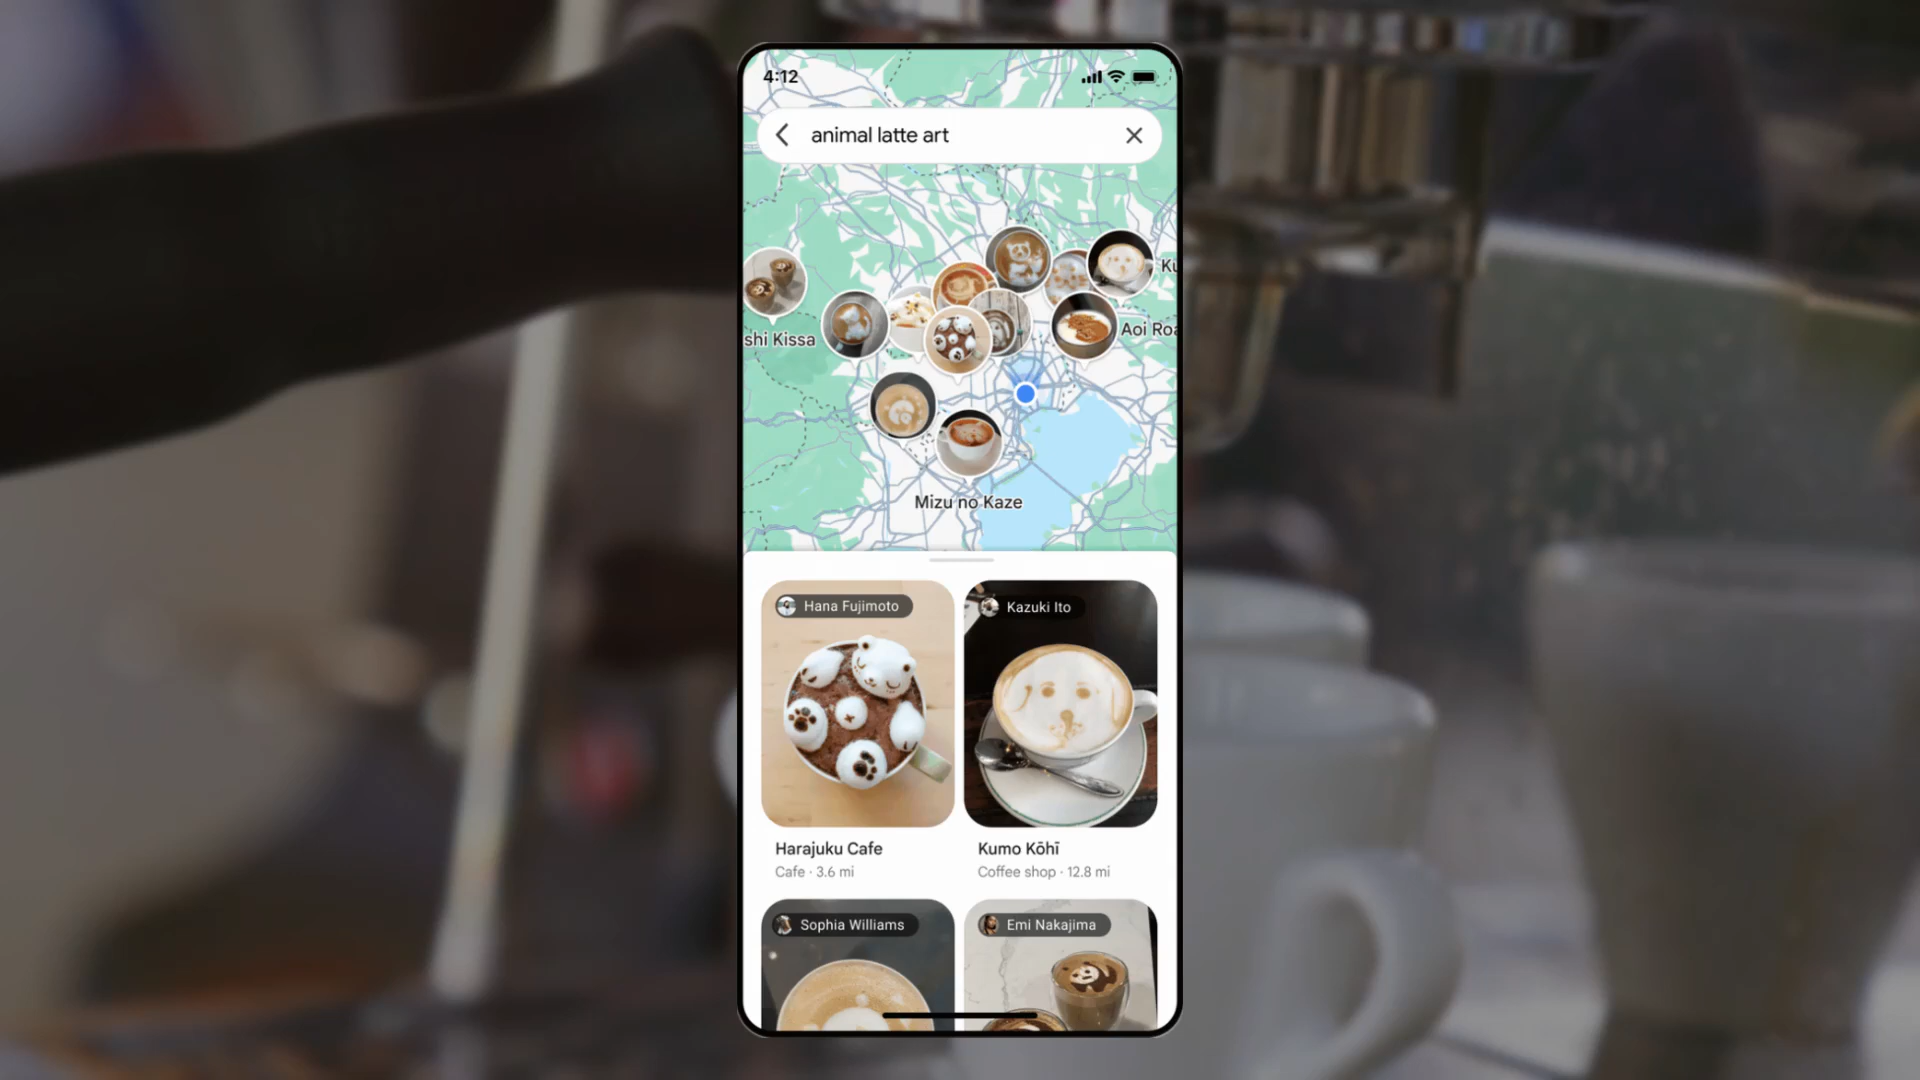 4:12
animal latte art
shi Kissa
Aoi Roa
Mizu no Kaze
Hana Fujimoto
Kazuki Ito
Harajuku Cafe
Cafe · 3.6 mi
Kumo Kōhī
Coffee shop · 12.8 mi
Sophia Williams
Emi Nakajima